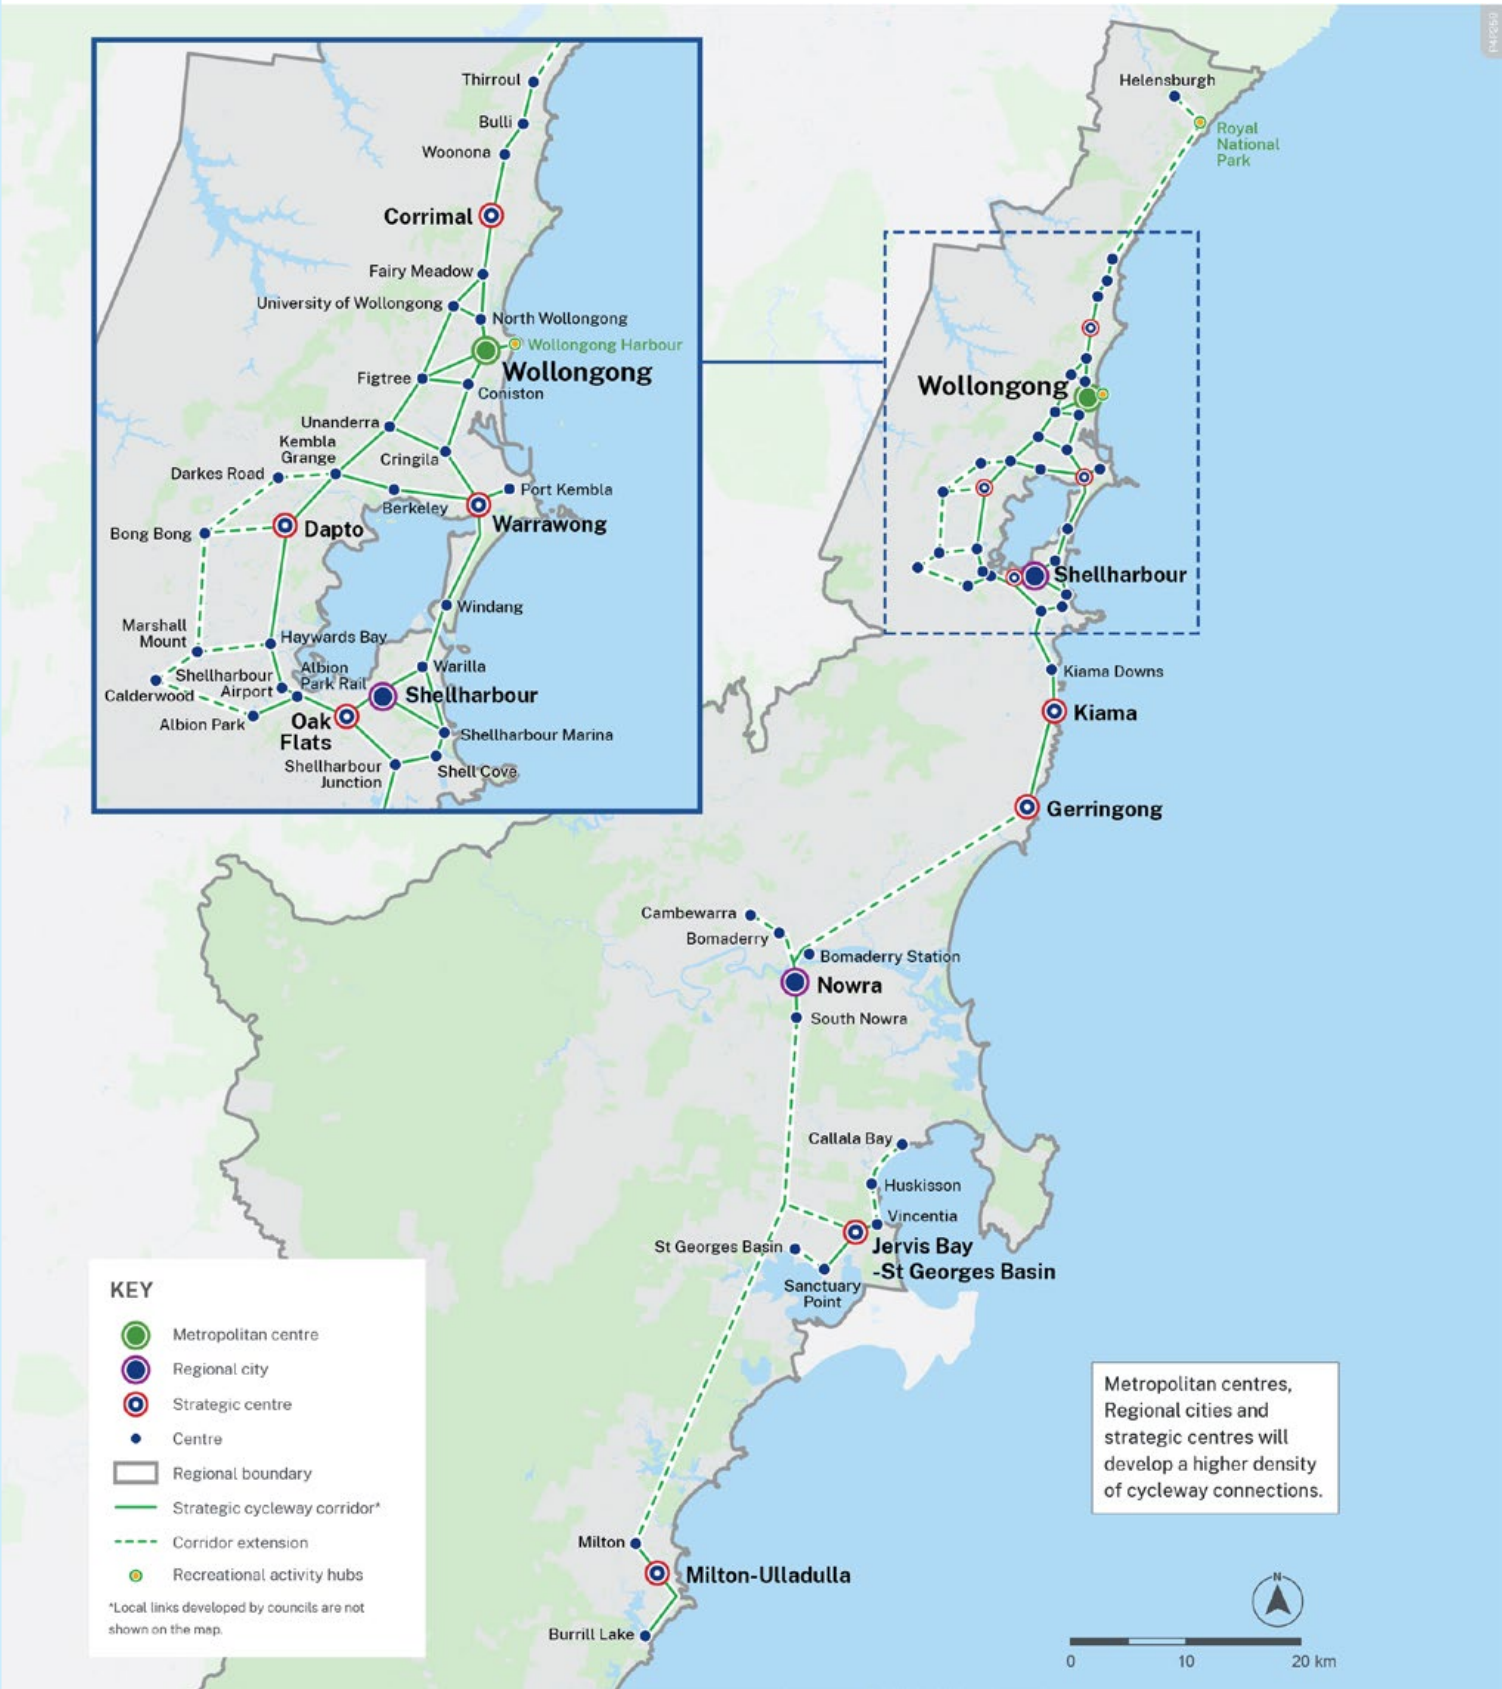 P4P259
Thirroul
Bulli
Woonona
Corrimal
Fairy Meadow
University of Wollongong
North Wollongong
Wollongong Harbour
Wollongong
Figtree
Coniston
Unanderra
Kembla
Grange
Cringila
Darkes Road
Berkeley
Port Kembla
Warrawong
Bong Bong
Dapto
Windang
Marshall
Mount
Haywards Bay
Warilla
Shellharbour
Airport
Albion
Park Rail
Calderwood
Shellharbour
Albion Park
Oak
Flats
Shellharbour Marina
Shellharbour
Junction
Shell Cove
Helensburgh
Royal
National
Park
Wollongong
Shellharbour
Kiama Downs
Kiama
Gerringong
Cambewarra
Bomaderry
Bomaderry Station
Nowra
South Nowra
Callala Bay
Huskisson
Vincentia
St Georges Basin
Jervis Bay
-St Georges Basin
Sanctuary
Point
Milton
Milton-Ulladulla
Burrill Lake
KEY
Metropolitan centre
Regional city
Strategic centre
Centre
Regional boundary
Strategic cycleway corridor*
Corridor extension
Recreational activity hubs
*Local links developed by councils are not
shown on the map.
Metropolitan centres,
Regional cities and
strategic centres will
develop a higher density
of cycleway connections.
N
0 10 20 km